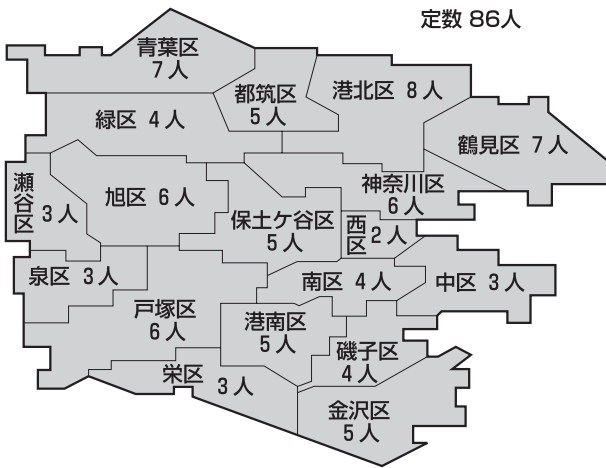 定数 86人
青葉区
7人
都筑区
5人
港北区 8人
緑区 4人
鶴見区 7人
瀬谷区 3人
旭区 6人
神奈川区
6人
保土ケ谷区
5人
西区 2人
泉区 3人
南区 4人
中区 3人
戸塚区
6人
港南区
5人
磯子区
4人
栄区 3人
金沢区
5人